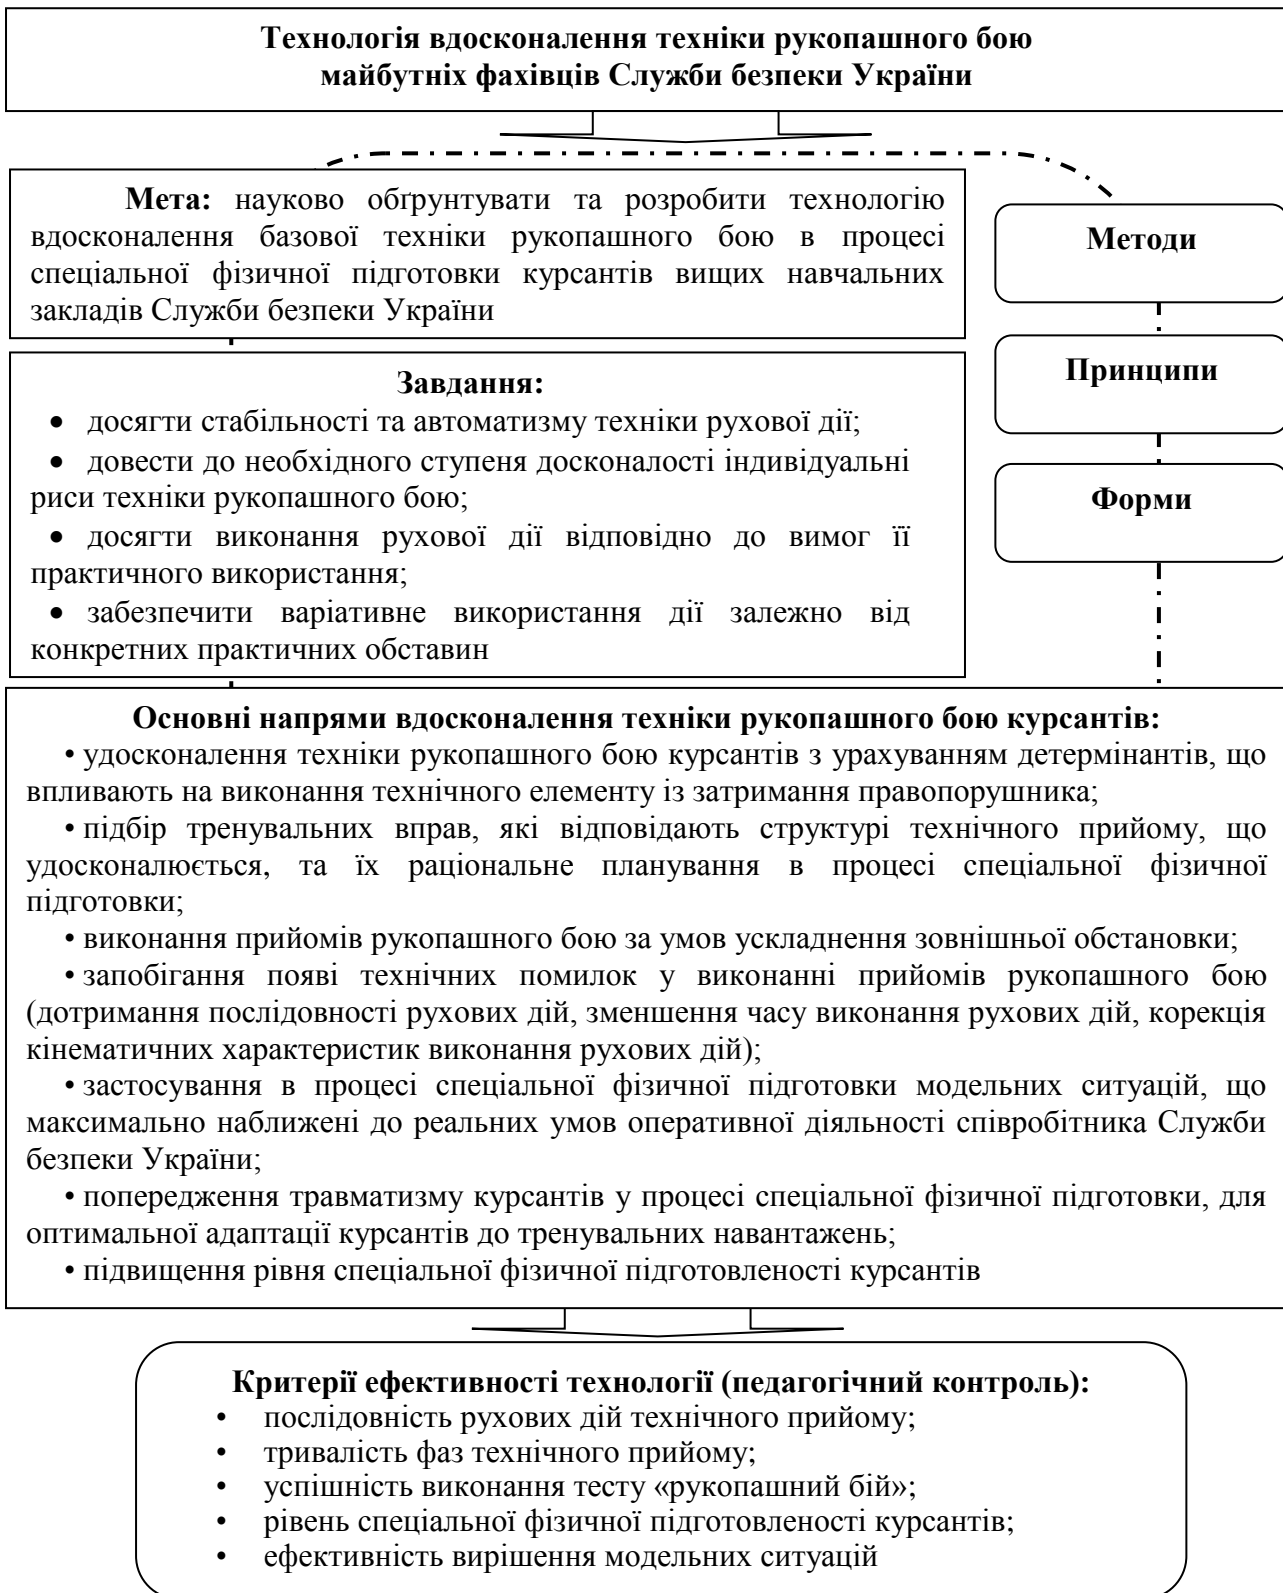 Технологія вдосконалення техніки рукопашного бою
майбутніх фахівців Служби безпеки України
Мета: науково обґрунтувати та розробити технологію
вдосконалення базової техніки рукопашного бою в процесі
спеціальної фізичної підготовки курсантів вищих навчальних
закладів Служби безпеки України
Методи
Принципи
Форми
Завдання:
• досягти стабільності та автоматизму техніки рухової дії;
• довести до необхідного ступеня досконалості індивідуальні
риси техніки рукопашного бою;
• досягти виконання рухової дії відповідно до вимог її
практичного використання;
• забезпечити варіативне використання дії залежно від
конкретних практичних обставин
Основні напрями вдосконалення техніки рукопашного бою курсантів:
• удосконалення техніки рукопашного бою курсантів з урахуванням детермінантів, що
впливають на виконання технічного елементу із затримання правопорушника;
• підбір тренувальних вправ, які відповідають структурі технічного прийому, що
удосконалюється, та їх раціональне планування в процесі спеціальної фізичної
підготовки;
• виконання прийомів рукопашного бою за умов ускладнення зовнішньої обстановки;
• запобігання появі технічних помилок у виконанні прийомів рукопашного бою
(дотримання послідовності рухових дій, зменшення часу виконання рухових дій, корекція
кінематичних характеристик виконання рухових дій);
• застосування в процесі спеціальної фізичної підготовки модельних ситуацій, що
максимально наближені до реальних умов оперативної діяльності співробітника Служби
безпеки України;
• попередження травматизму курсантів у процесі спеціальної фізичної підготовки, для
оптимальної адаптації курсантів до тренувальних навантажень;
• підвищення рівня спеціальної фізичної підготовленості курсантів
Критерії ефективності технології (педагогічний контроль):
• послідовність рухових дій технічного прийому;
• тривалість фаз технічного прийому;
• успішність виконання тесту «рукопашний бій»;
• рівень спеціальної фізичної підготовленості курсантів;
• ефективність вирішення модельних ситуацій